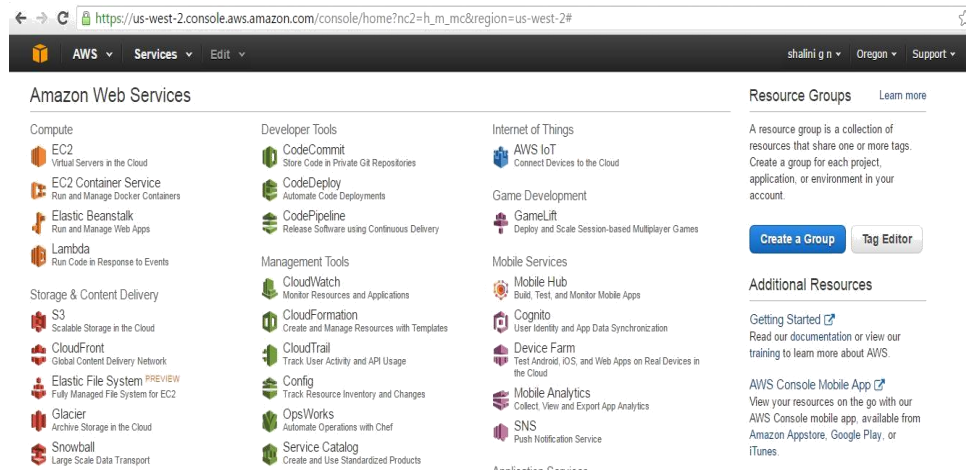 https://us-west-2.console.aws.amazon.com/console/home?nc2=h_m_mc&region=us-west-2#
AWS Services Edit shalini g n Oregon Support
Amazon Web Services
Compute
EC2
Virtual Servers in the Cloud
EC2 Container Service
Run and Manage Docker Containers
Elastic Beanstalk
Run and Manage Web Apps
Lambda
Run Code in Response to Events
Storage & Content Delivery
S3
Scalable Storage in the Cloud
CloudFront
Global Content Delivery Network
Elastic File System PREVIEW
Fully Managed File System for EC2
Glacier
Archive Storage in the Cloud
Snowball
Large Scale Data Transport
Developer Tools
CodeCommit
Store Code in Private Git Repositories
CodeDeploy
Automate Code Deployments
CodePipeline
Release Software using Continuous Delivery
Management Tools
CloudWatch
Monitor Resources and Applications
CloudFormation
Create and Manage Resources with Templates
CloudTrail
Track User Activity and API Usage
Config
Track Resource Inventory and Changes
OpsWorks
Automate Operations with Chef
Service Catalog
Create and Use Standardized Products
Internet of Things
AWS IoT
Connect Devices to the Cloud
Game Development
GameLift
Deploy and Scale Session-based Multiplayer Games
Mobile Services
Mobile Hub
Build, Test, and Monitor Mobile Apps
Cognito
User Identity and App Data Synchronization
Device Farm
Test Android, iOS, and Web Apps on Real Devices in
the Cloud
Mobile Analytics
Collect, View and Export App Analytics
SNS
Push Notification Service
Application Services
Resource Groups Learn more
A resource group is a collection of
resources that share one or more tags.
Create a group for each project,
application, or environment in your
account.
Create a Group Tag Editor
Additional Resources
Getting Started
Read our documentation or view our
training to learn more about AWS.
AWS Console Mobile App
View your resources on the go with our
AWS Console mobile app, available from
Amazon Appstore, Google Play, or
iTunes.